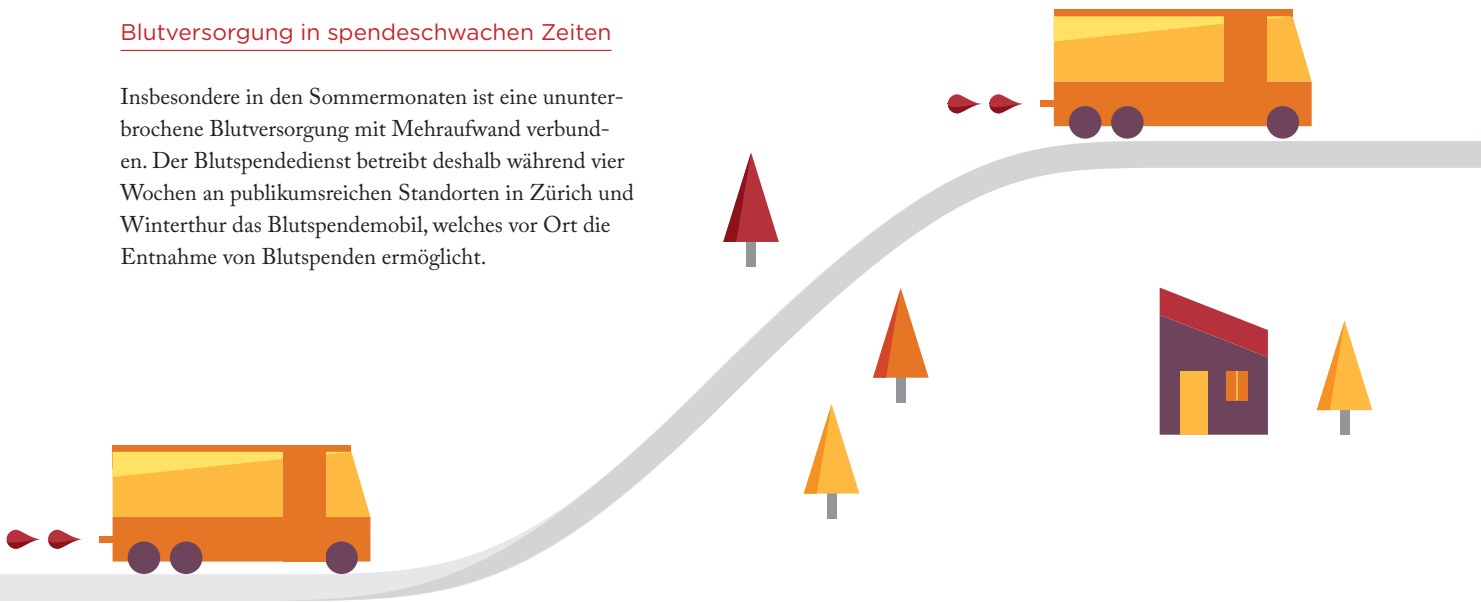 Blutversorgung in spendeschwachen Zeiten
Insbesondere in den Sommermonaten ist eine ununter-
brochene Blutversorgung mit Mehraufwand verbund-
en. Der Blutspendedienst betreibt deshalb während vier
Wochen an publikumsreichen Standorten in Zürich und
Winterthur das Blutspendemobil, welches vor Ort die
Entnahme von Blutspenden ermöglicht.